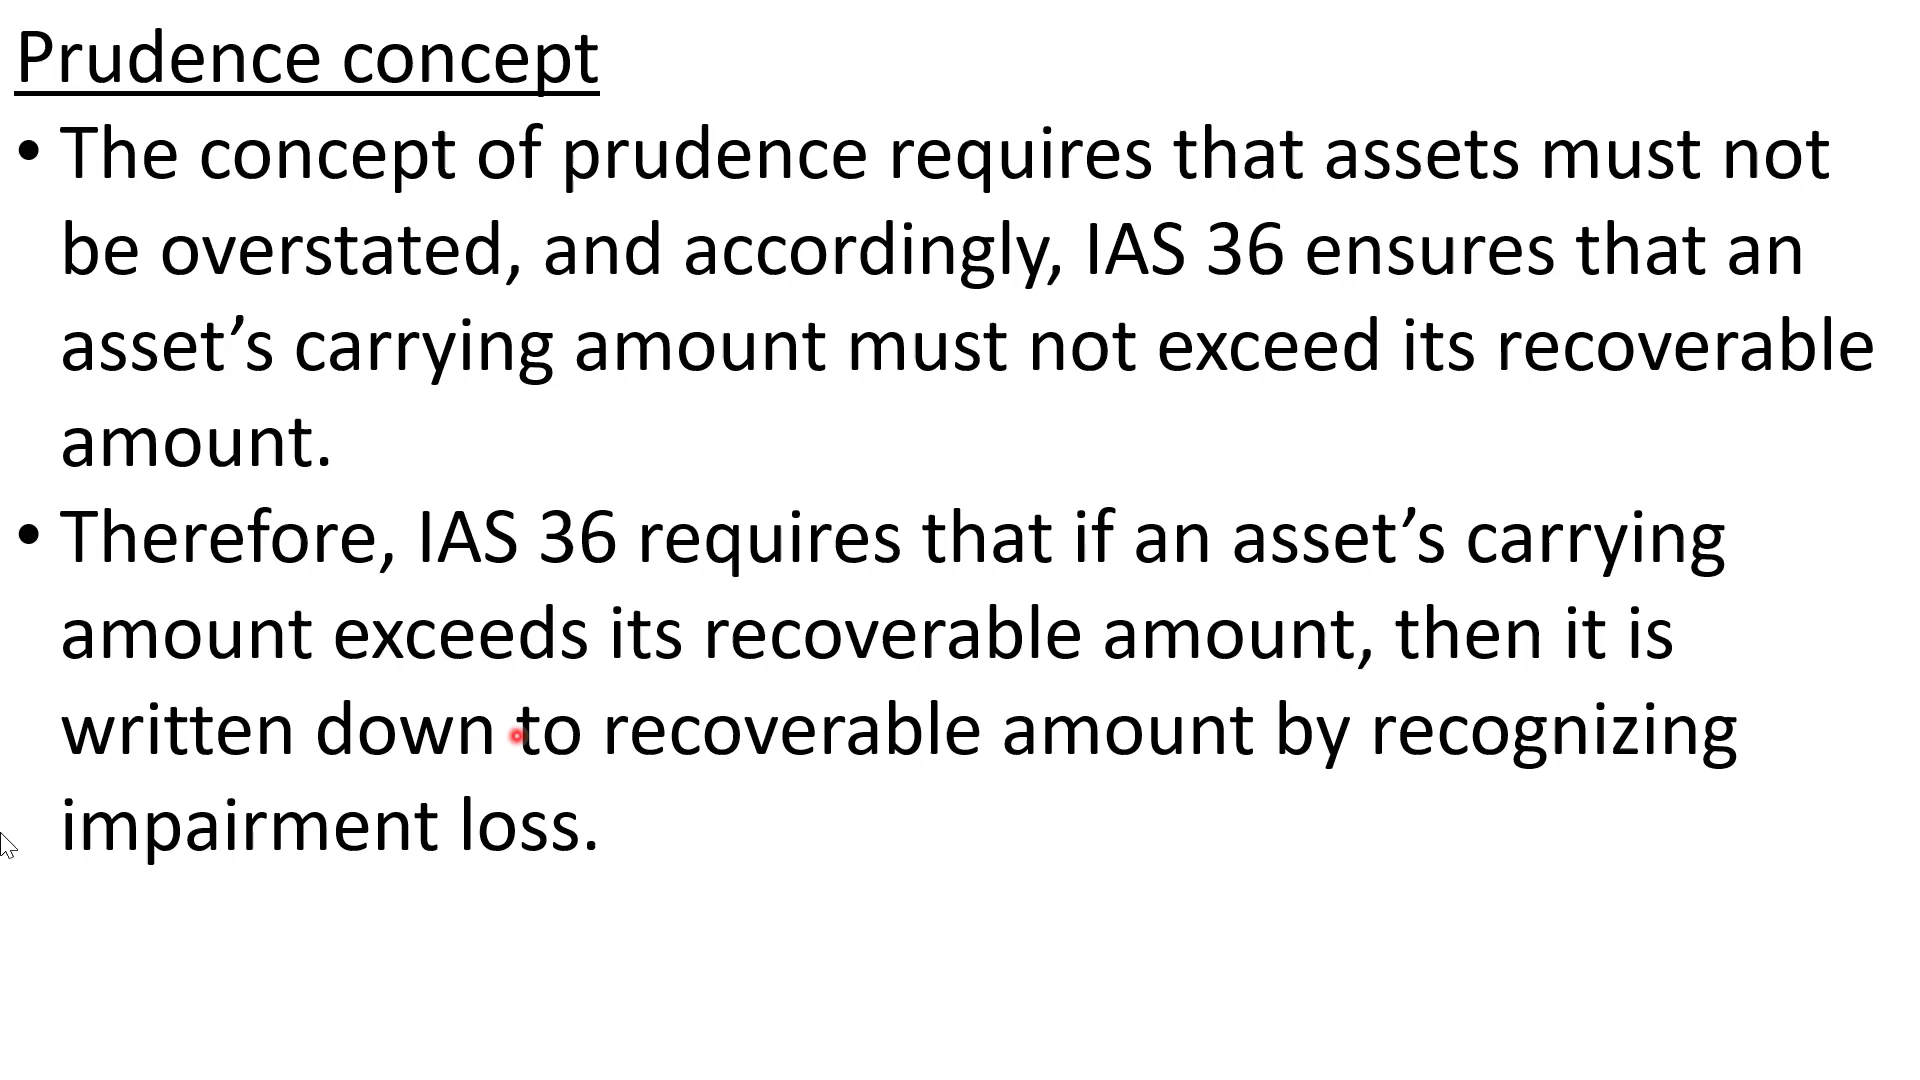 Prudence concept
• The concept of prudence requires that assets must not
be overstated, and accordingly, IAS 36 ensures that an
asset’s carrying amount must not exceed its recoverable
amount.
• Therefore, IAS 36 requires that if an asset’s carrying
amount exceeds its recoverable amount, then it is
written down to recoverable amount by recognizing
impairment loss.